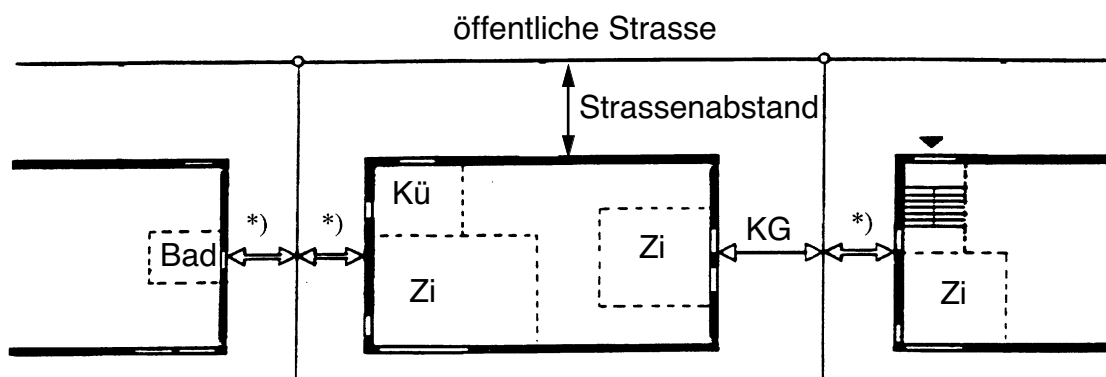 öffentliche Strasse
Strassenabstand
Kü
*)
*)
KG
*)
Bad
Zi
Zi
Zi